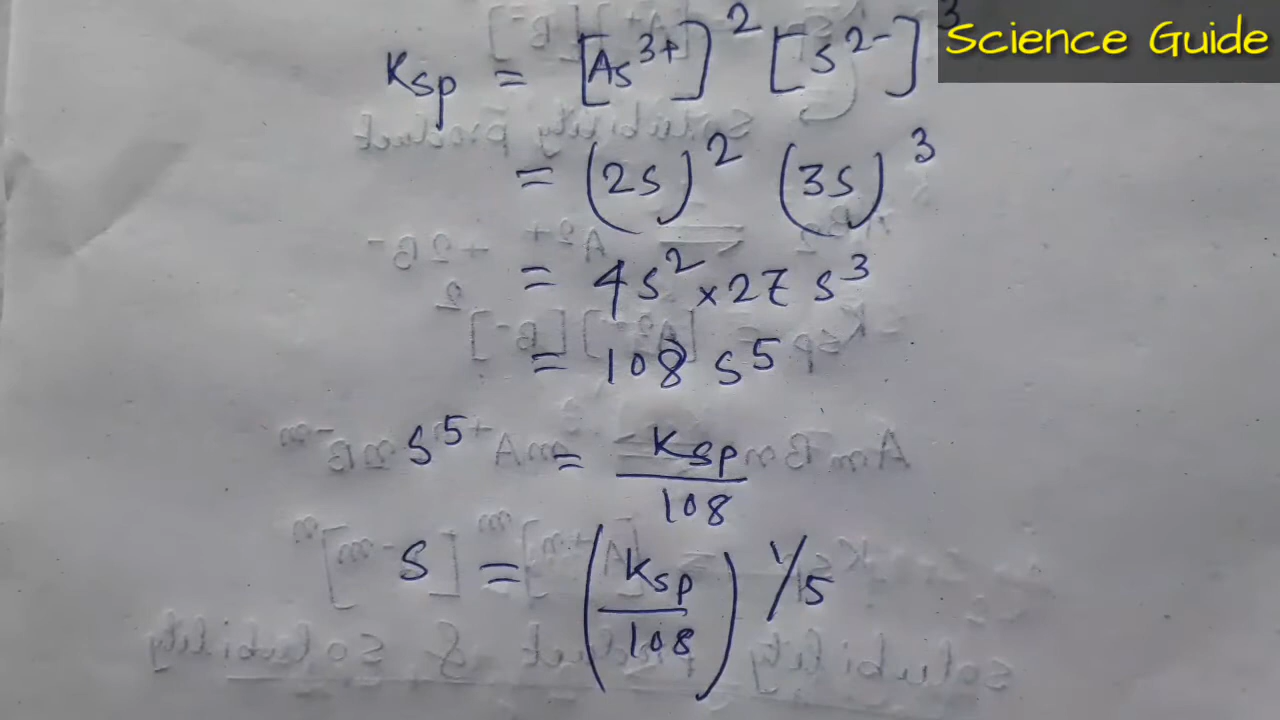 Science Guide
Ksp = [As³⁺]² [S²⁻]³
= (2s)² (3s)³
= 4s² × 27 s³
= 108 s⁵
s⁵ = Ksp/108
S = (Ksp/108)^1/5